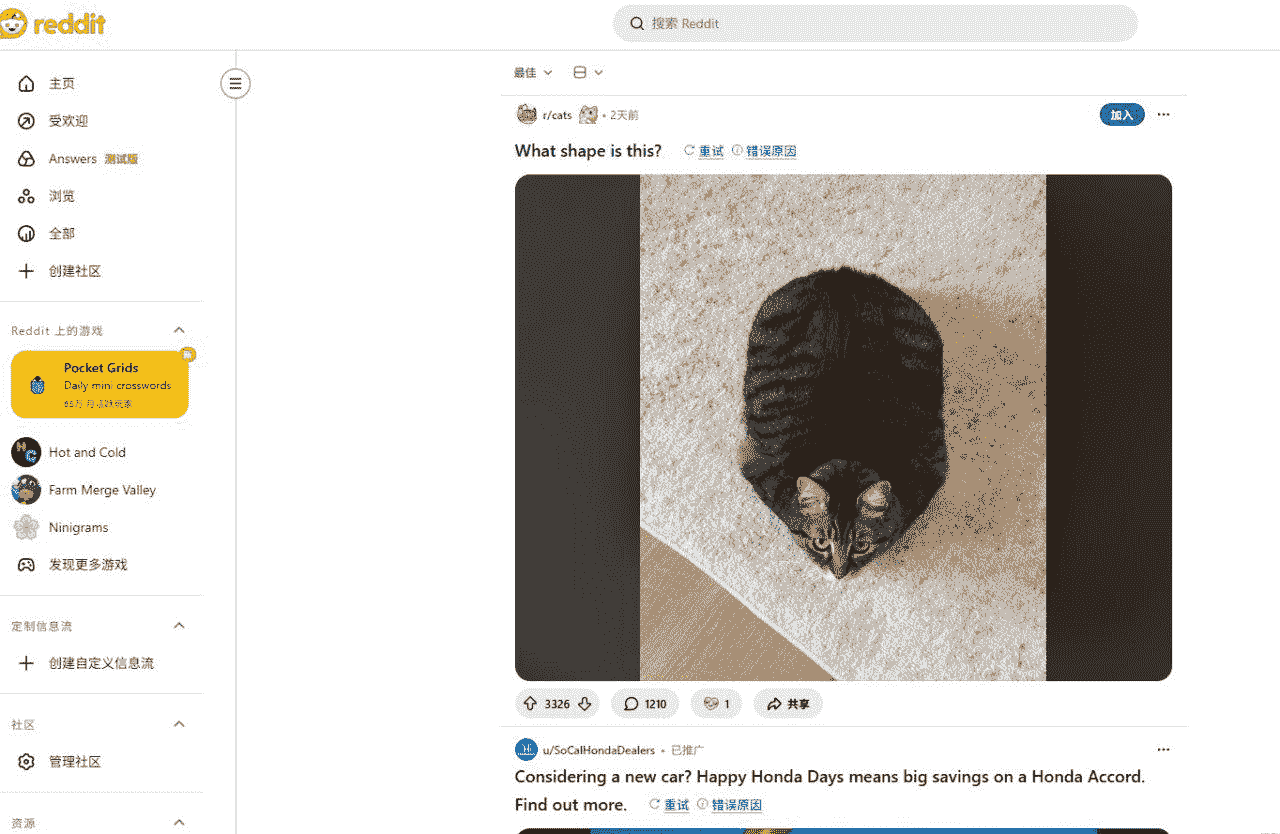 reddit
搜索 Reddit
主页
受欢迎
Answers 测试版
浏览
全部
创建社区
Reddit 上的游戏
新
Pocket Grids
Daily mini crosswords
Hot and Cold
Farm Merge Valley
Ninigrams
发现更多游戏
定制信息流
创建自定义信息流
社区
管理社区
资源
最佳
r/cats • 2天前
加入
What shape is this? 重试 错误原因
3326 1210 1 共享
u/SoCalHondaDealers • 已推广
Considering a new car? Happy Honda Days means big savings on a Honda Accord.
Find out more. 重试 错误原因